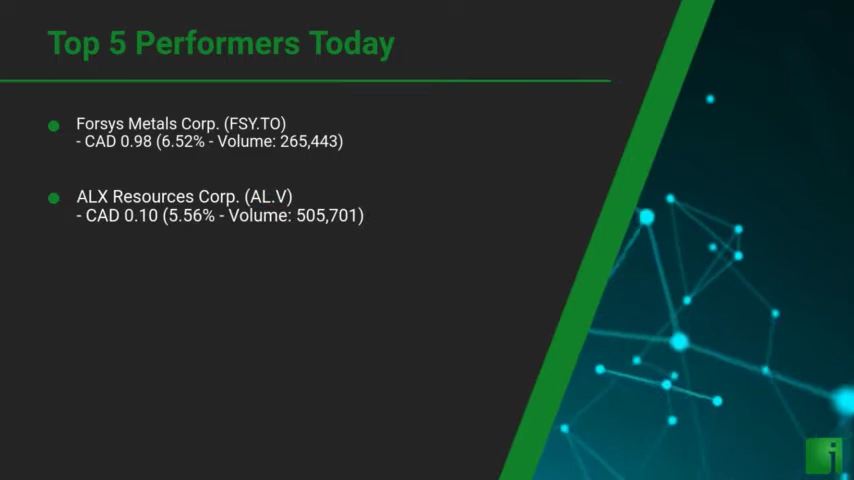 Top 5 Performers Today
Forsys Metals Corp. (FSY.TO)
- CAD 0.98 (6.52% - Volume: 265,443)
ALX Resources Corp. (AL.V)
- CAD 0.10 (5.56% - Volume: 505,701)
i